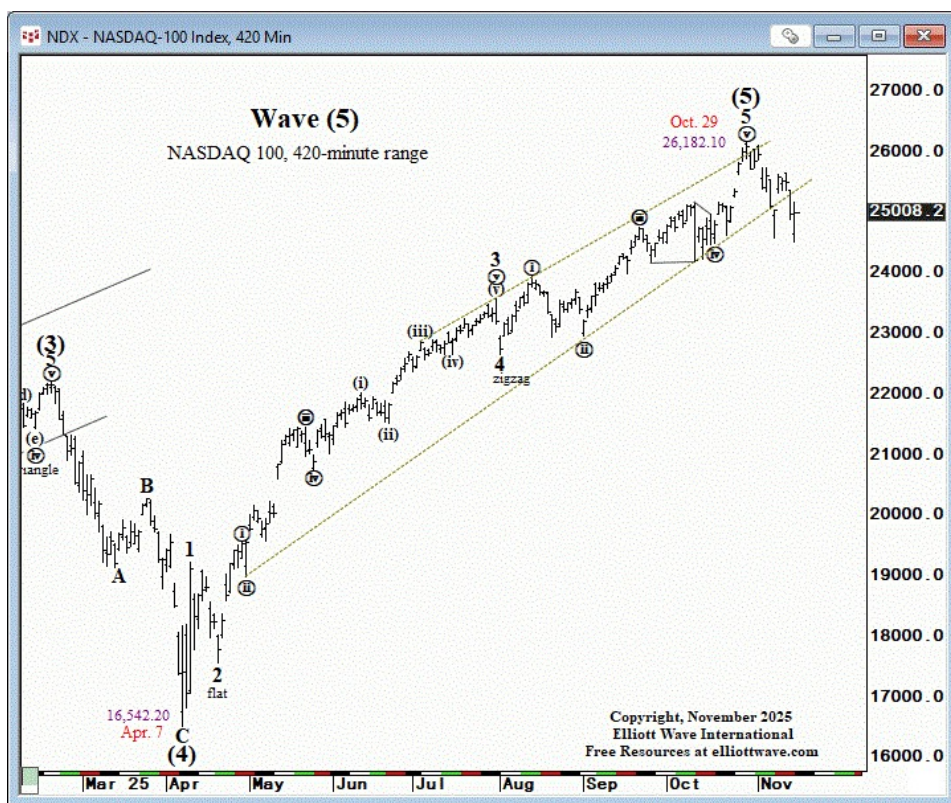 NDX - NASDAQ-100 Index, 420 Min
27000.0
Wave (5)
NASDAQ 100, 420-minute range
(5)
5
Oct. 29
26,182.10
v
26000.0
25008.2
iii
iv
24000.0
3
v
(v)
i
23000.0
(iii)
(iv)
4
zigzag
ii
(3)
5
v
22000.0
d)
(i)
(ii)
iii
(e)
iv
21000.0
iv
B
20000.0
i
1
A
ii
19000.0
18000.0
2
flat
17000.0
16,542.20
Apr. 7
C
(4)
Copyright, November 2025
Elliott Wave International
Free Resources at elliottwave.com
16000.0
Mar 25 Apr May Jun Jul Aug Sep Oct Nov